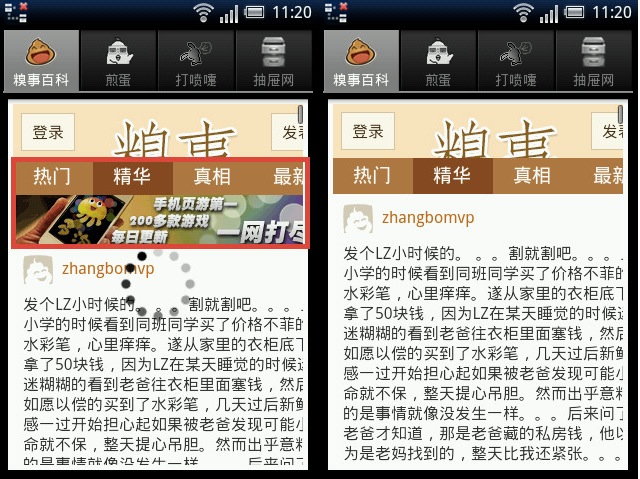 11:20
糗事百科 煎蛋 打喷嚏 抽屉网
登录 糗事 发表
热门 精华 真相 最新
手机页游第一
200多款游戏
每日更新 一网打尽
zhangbomvp
发个LZ小时候的。。。割就割吧。。。
小学的时候看到同班同学买了价格不菲的
水彩笔，心里痒痒。遂从家里的衣柜底下
拿了50块钱，因为LZ在某天睡觉的时候迷
迷糊糊的看到老爸往衣柜里面塞钱，然后
如愿以偿的买到了水彩笔，几天过后新鲜
感一过开始担心起如果被老爸发现可能小
命就不保，整天提心吊胆。然而出乎意料
的是事情就像没发生一样。。。后来问了
11:20
糗事百科 煎蛋 打喷嚏 抽屉网
登录 糗事
热门 精华 真相 最新
zhangbomvp
发个LZ小时候的。。。割就割吧。。。
小学的时候看到同班同学买了价格不菲
水彩笔，心里痒痒。遂从家里的衣柜底
拿了50块钱，因为LZ在某天睡觉的时候
迷糊糊的看到老爸往衣柜里面塞钱，然
如愿以偿的买到了水彩笔，几天过后新
感一过开始担心起如果被老爸发现可能
命就不保，整天提心吊胆。然而出乎意
的是事情就像没发生一样。。。后来问
老爸才知道，那是老爸藏的私房钱，他以
为是老妈找到的，整天比我还紧张。。。